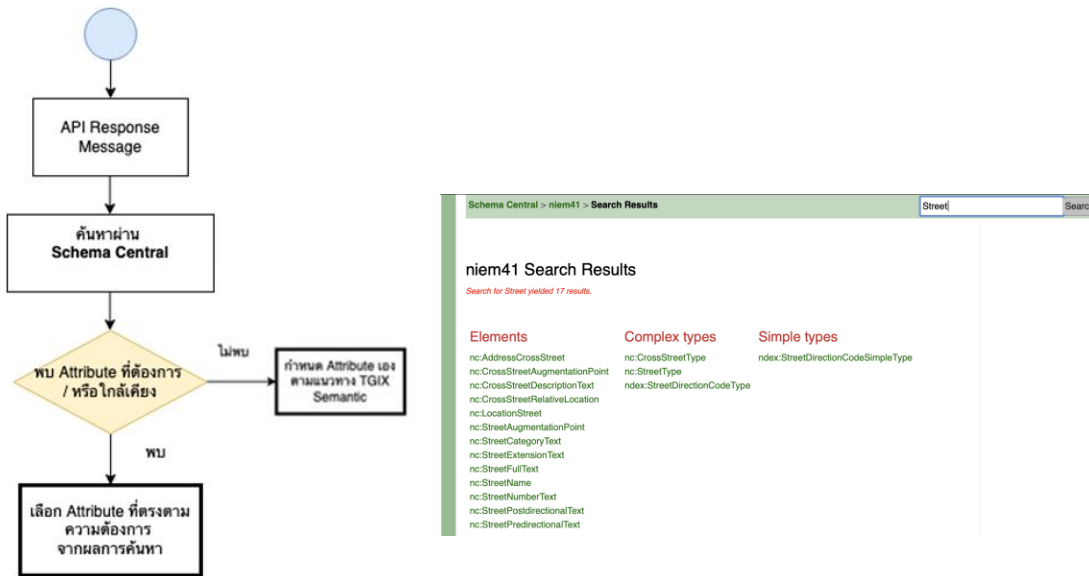 API Response
Message
ค้นหาผ่าน
Schema Central
พบ Attribute ที่ต้องการ
/ หรือใกล้เคียง
ไม่พบ
กำหนด Attribute เอง
ตามแนวทาง TGIX
Semantic
พบ
เลือก Attribute ที่ตรงตาม
ความต้องการ
จากผลการค้นหา
Schema Central > niem41 > Search Results
Street
Searc
niem41 Search Results
Search for Street yielded 17 results.
Elements
nc:AddressCrossStreet
nc:CrossStreetAugmentationPoint
nc:CrossStreetDescriptionText
nc:CrossStreetRelativeLocation
nc:LocationStreet
nc:StreetAugmentationPoint
nc:StreetCategoryText
nc:StreetExtensionText
nc:StreetFullText
nc:StreetName
nc:StreetNumberText
nc:StreetPostdirectionalText
nc:StreetPredirectionalText
Complex types
nc:CrossStreetType
nc:StreetType
ndex:StreetDirectionCodeType
Simple types
ndex:StreetDirectionCodeSimpleType